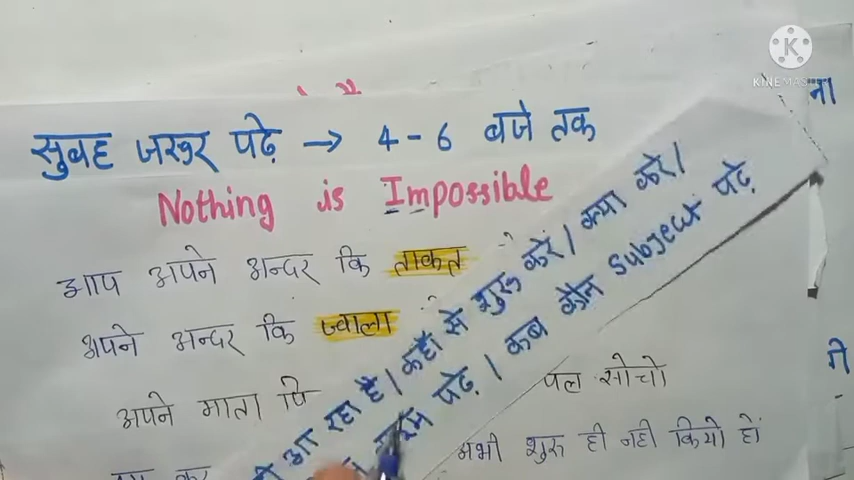 KINEMASTER
सुबह जरूर पढ़े → 4-6 बजे तक
Nothing is Impossible
आप अपने अन्दर कि ताकत
अपने अन्दर कि ज्वाला
अपने माता पि
पल सोचो
अभी शुरू ही नही कियो हो
आ रहा है। कहाँ से शुरू करें। क्या करें।
पढ़े। कब कौन subject पढ़े
ना